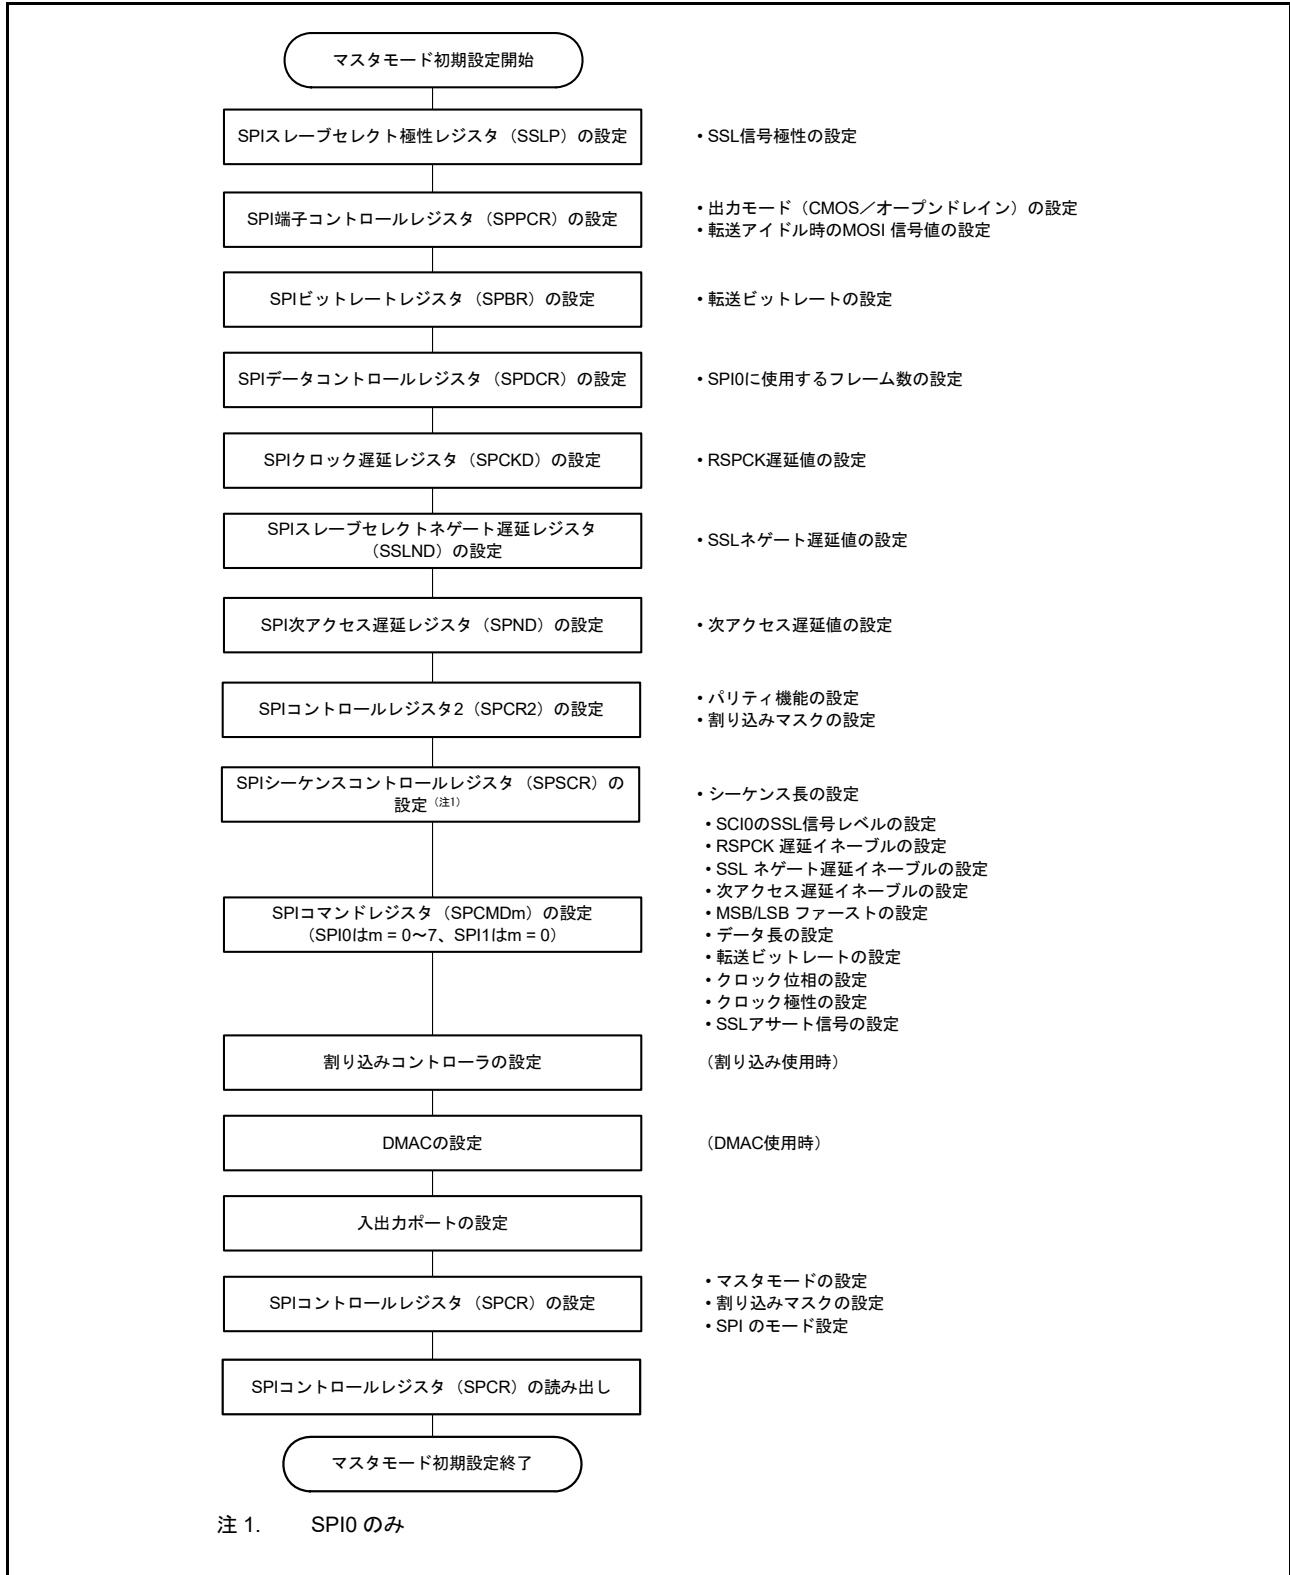 マスタモード初期設定開始
SPIスレーブセレクト極性レジスタ（SSLP）の設定
• SSL信号極性の設定
SPI端子コントロールレジスタ（SPPCR）の設定
• 出力モード（CMOS／オープンドレイン）の設定
• 転送アイドル時のMOSI 信号値の設定
SPIビットレートレジスタ（SPBR）の設定
• 転送ビットレートの設定
SPIデータコントロールレジスタ（SPDCR）の設定
• SPI0に使用するフレーム数の設定
SPIクロック遅延レジスタ（SPCKD）の設定
• RSPCK遅延値の設定
SPIスレーブセレクトネゲート遅延レジスタ
（SSLND）の設定
• SSLネゲート遅延値の設定
SPI次アクセス遅延レジスタ（SPND）の設定
• 次アクセス遅延値の設定
SPIコントロールレジスタ2（SPCR2）の設定
• パリティ機能の設定
• 割り込みマスクの設定
SPIシーケンスコントロールレジスタ（SPSCR）の
設定（注1）
• シーケンス長の設定
SPIコマンドレジスタ（SPCMDm）の設定
（SPI0はm = 0～7、SPI1はm = 0）
• SCI0のSSL信号レベルの設定
• RSPCK 遅延イネーブルの設定
• SSL ネゲート遅延イネーブルの設定
• 次アクセス遅延イネーブルの設定
• MSB/LSB ファーストの設定
• データ長の設定
• 転送ビットレートの設定
• クロック位相の設定
• クロック極性の設定
• SSLアサート信号の設定
割り込みコントローラの設定
（割り込み使用時）
DMACの設定
（DMAC使用時）
入出力ポートの設定
SPIコントロールレジスタ（SPCR）の設定
• マスタモードの設定
• 割り込みマスクの設定
• SPI のモード設定
SPIコントロールレジスタ（SPCR）の読み出し
マスタモード初期設定終了
注 1. SPI0 のみ